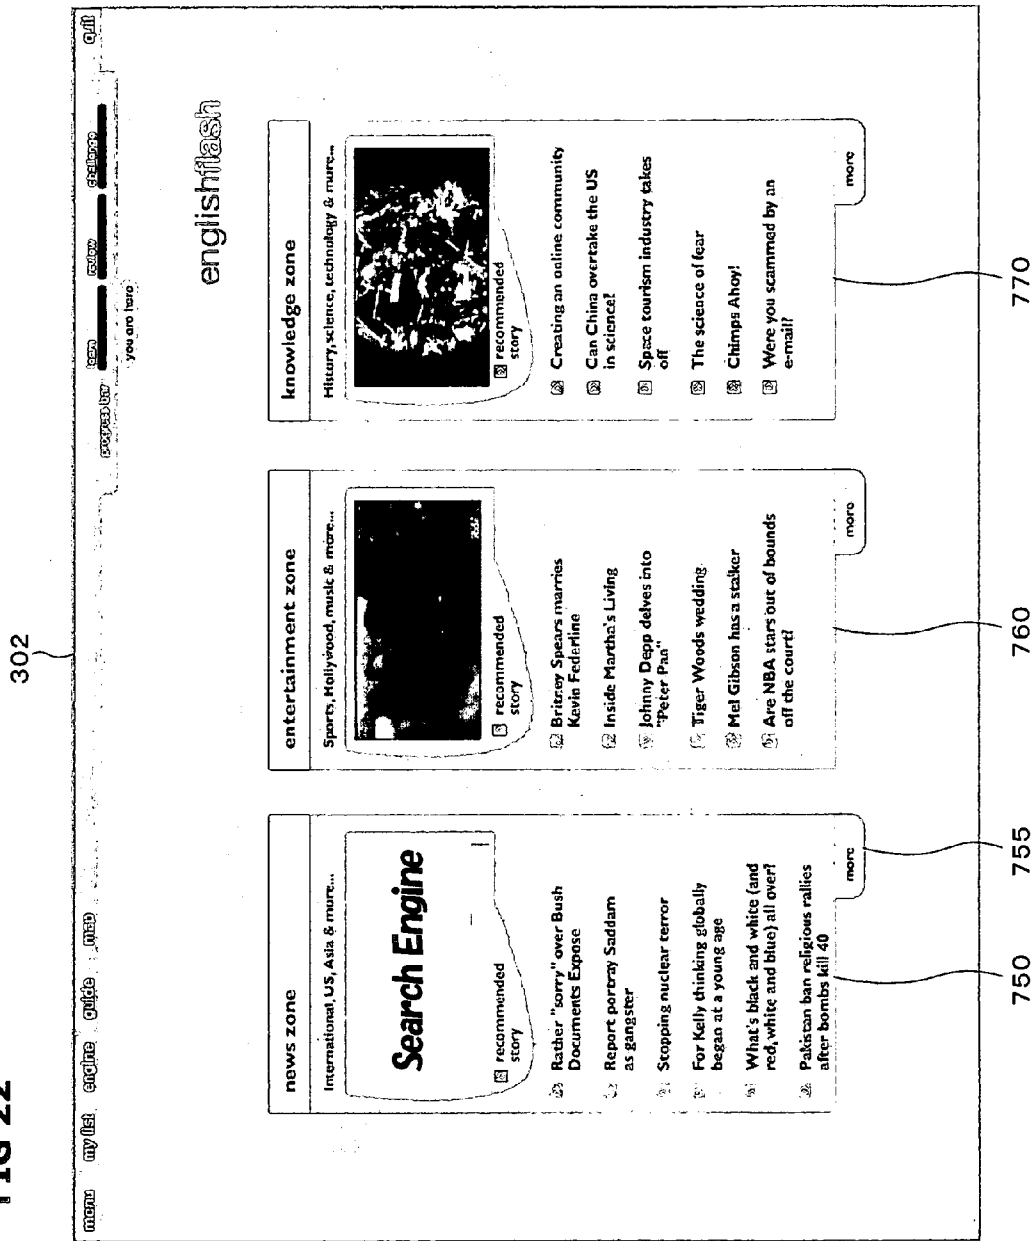 FIG 22
302
menu my list engine guide map quit
progress bar learn review challenge
you are here
englishflash
news zone
International, US, Asia & more...
Search Engine
recommended
story
Rather "sorry" over Bush
Documents Expose
Report portray Saddam
as gangster
Stopping nuclear terror
For Kelly thinking globally
began at a young age
What's black and white (and
red, white and blue) all over?
Pakistan ban religious rallies
after bombs kill 40
more
entertainment zone
Sports, Hollywood, music & more...
recommended
story
Britney Spears marries
Kevin Federline
Inside Martha's Living
Johnny Depp delves into
"Peter Pan"
Tiger Woods wedding
Mel Gibson has a stalker
Are NBA stars out of bounds
off the court?
more
knowledge zone
History, science, technology & more...
recommended
story
Creating an online community
Can China overtake the US
in science?
Space tourism industry takes
off
The science of fear
Chimps Ahoy!
Were you scammed by an
e-mail?
more
750
755
760
770